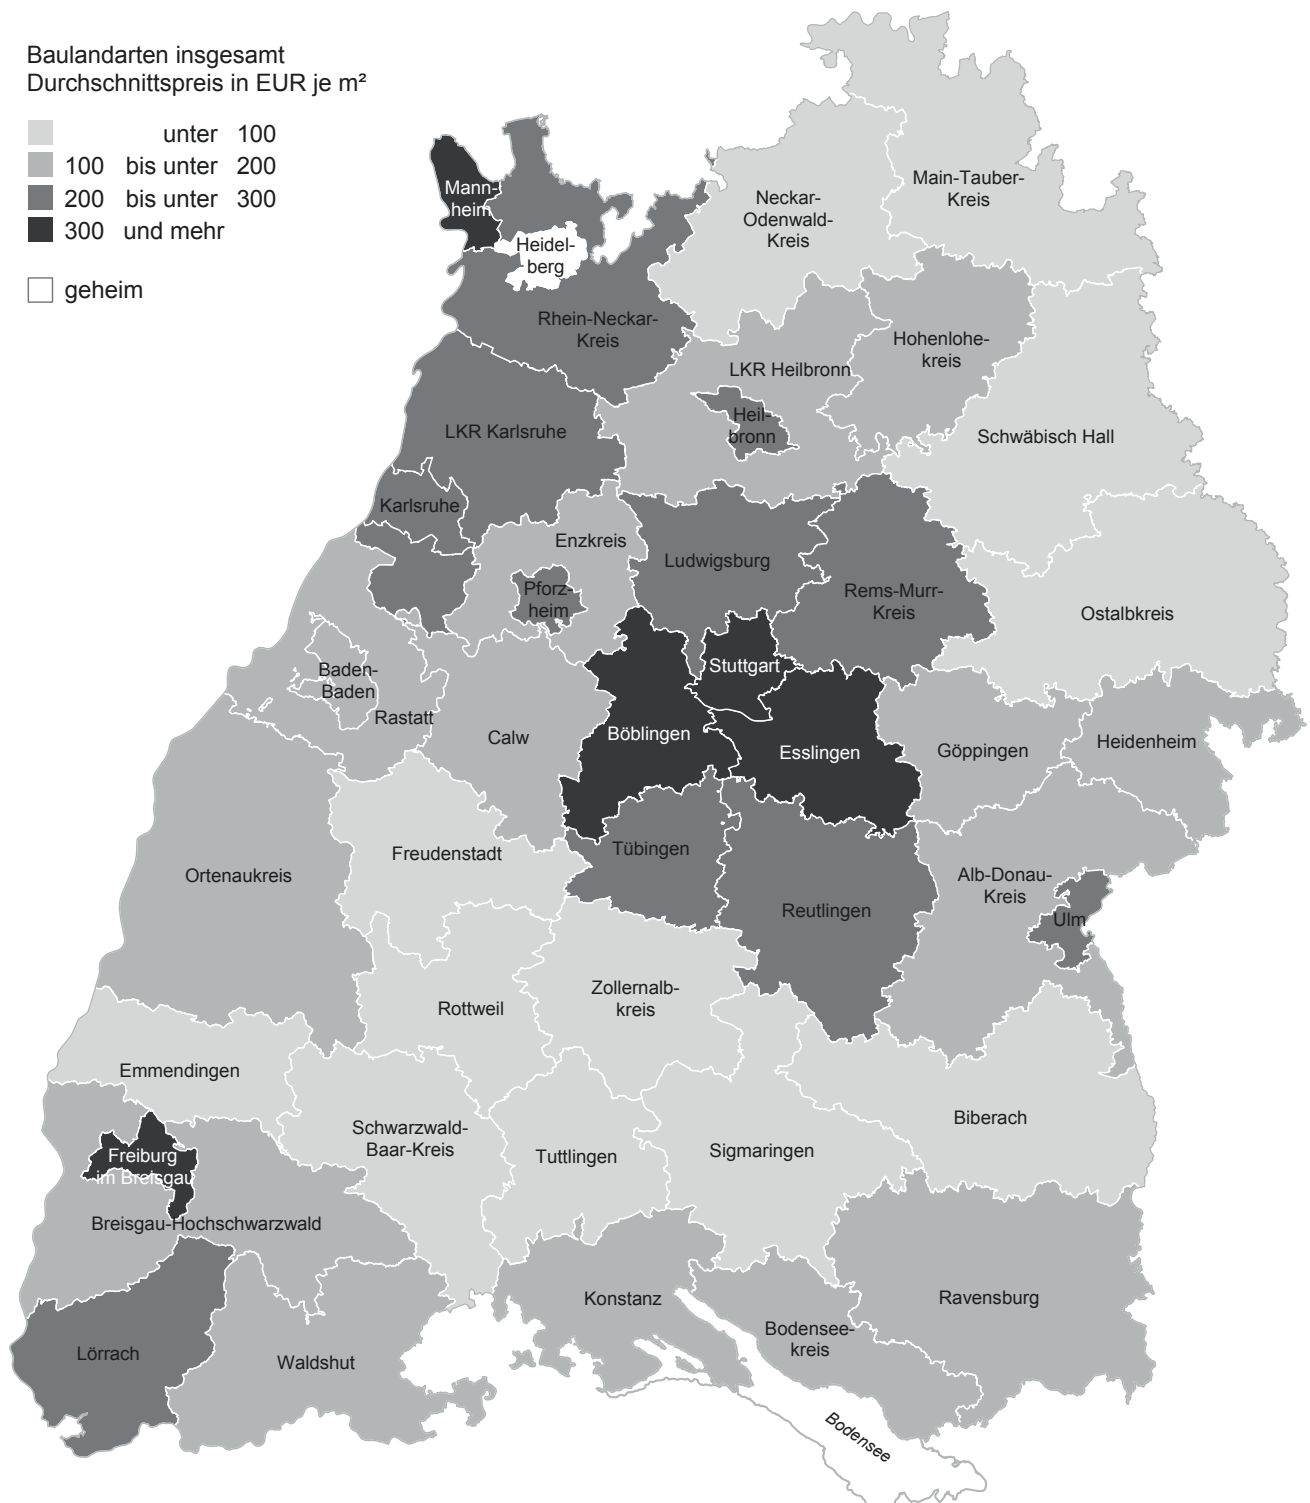 Baulandarten insgesamt
Durchschnittspreis in EUR je m²
unter 100
100 bis unter 200
200 bis unter 300
300 und mehr
geheim
Mann-
heim
Heidel-
berg
Neckar-
Odenwald-
Kreis
Main-Tauber-
Kreis
Rhein-Neckar-
Kreis
Hohenlohe-
kreis
LKR Heilbronn
Heil-
bronn
LKR Karlsruhe
Schwäbisch Hall
Karlsruhe
Enzkreis
Ludwigsburg
Pforz-
heim
Rems-Murr-
Kreis
Ostalbkreis
Stuttgart
Baden-
Baden
Rastatt
Calw
Böblingen
Esslingen
Göppingen
Heidenheim
Freudenstadt
Tübingen
Ortenaukreis
Reutlingen
Alb-Donau-
Kreis
Ulm
Rottweil
Zollernalb-
kreis
Emmendingen
Biberach
Schwarzwald-
Baar-Kreis
Tuttlingen
Sigmaringen
Freiburg
im Breisgau
Breisgau-Hochschwarzwald
Konstanz
Ravensburg
Bodensee-
kreis
Lörrach
Waldshut
Bodensee